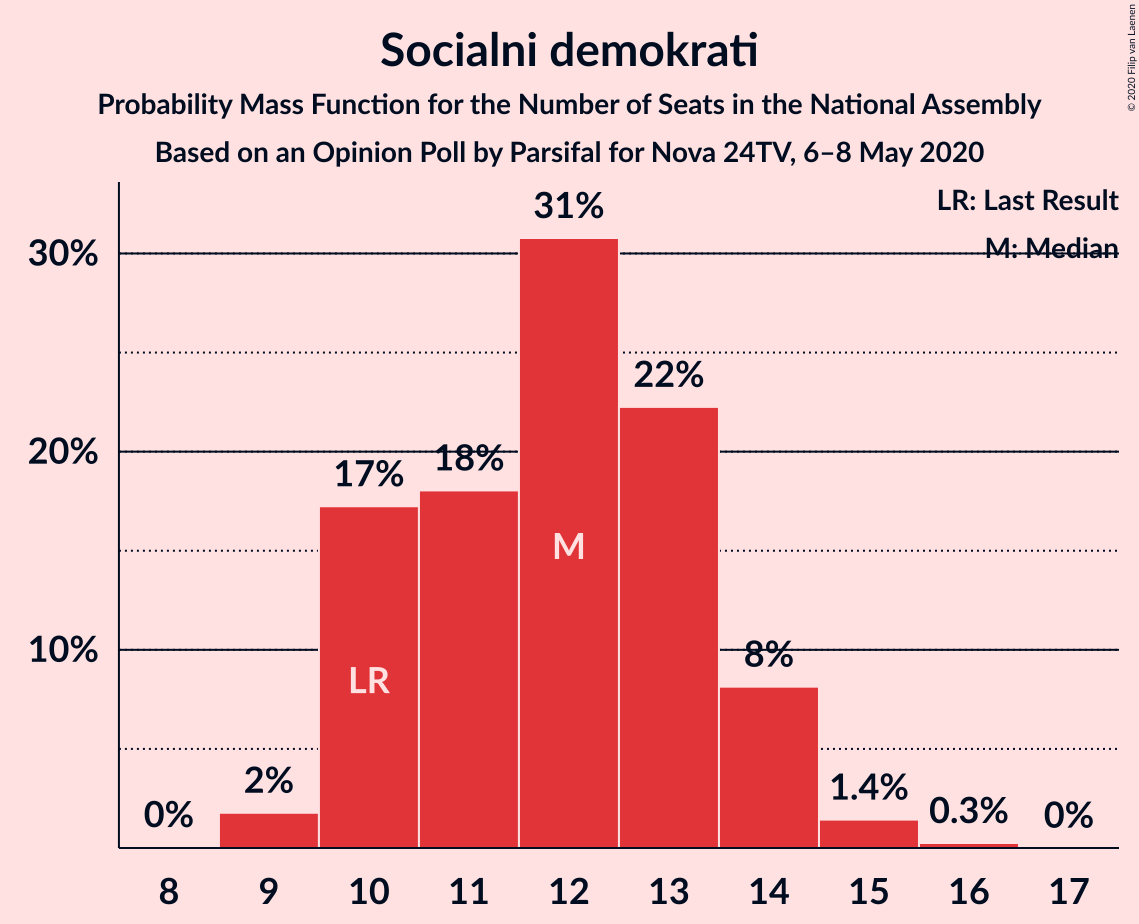 Socialni demokrati
Probability Mass Function for the Number of Seats in the National Assembly
Based on an Opinion Poll by Parsifal for Nova 24TV, 6–8 May 2020
© 2020 Filip van Laenen
LR: Last Result
M: Median
30%
20%
10%
0%
2%
17%
18%
31%
22%
8%
1.4%
0.3%
0%
LR
M
8 9 10 11 12 13 14 15 16 17